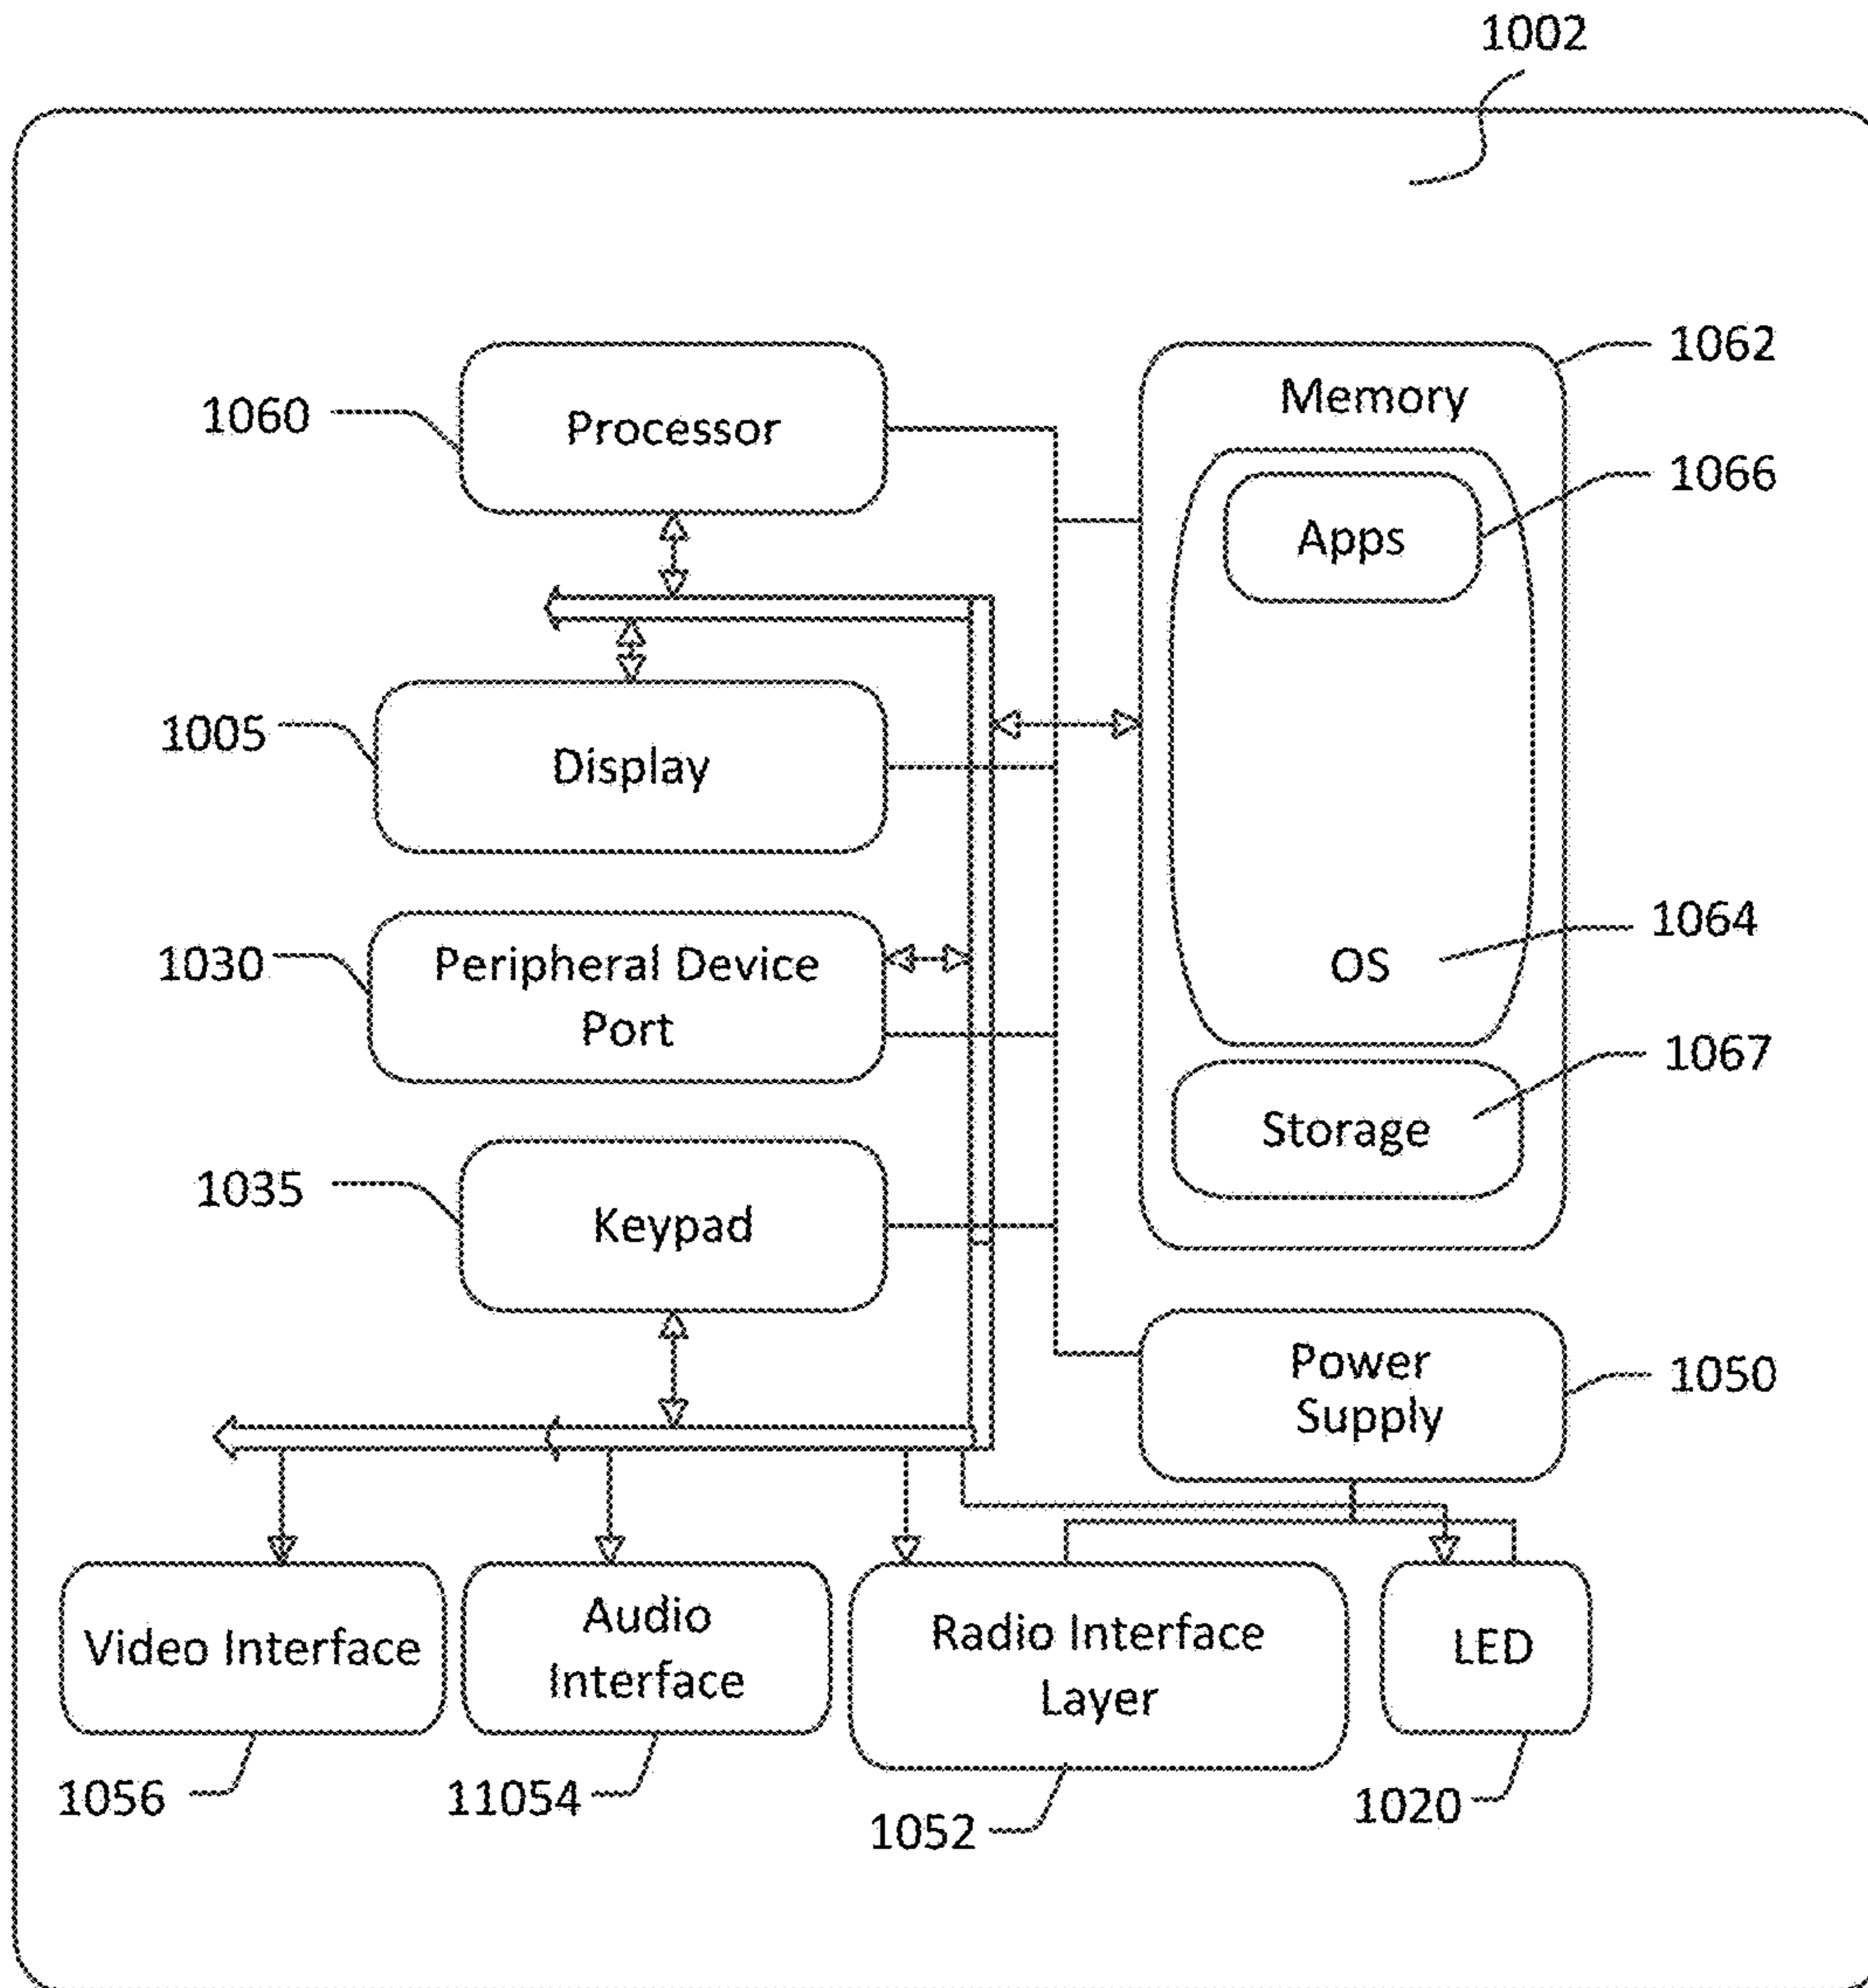 1002
1062
Memory
1060
Processor
1066
Apps
1005
Display
1064
OS
1030
Peripheral Device
Port
1067
Storage
1035
Keypad
Power
Supply
1050
Video Interface
Audio
Interface
Radio Interface
Layer
LED
1056
11054
1052
1020